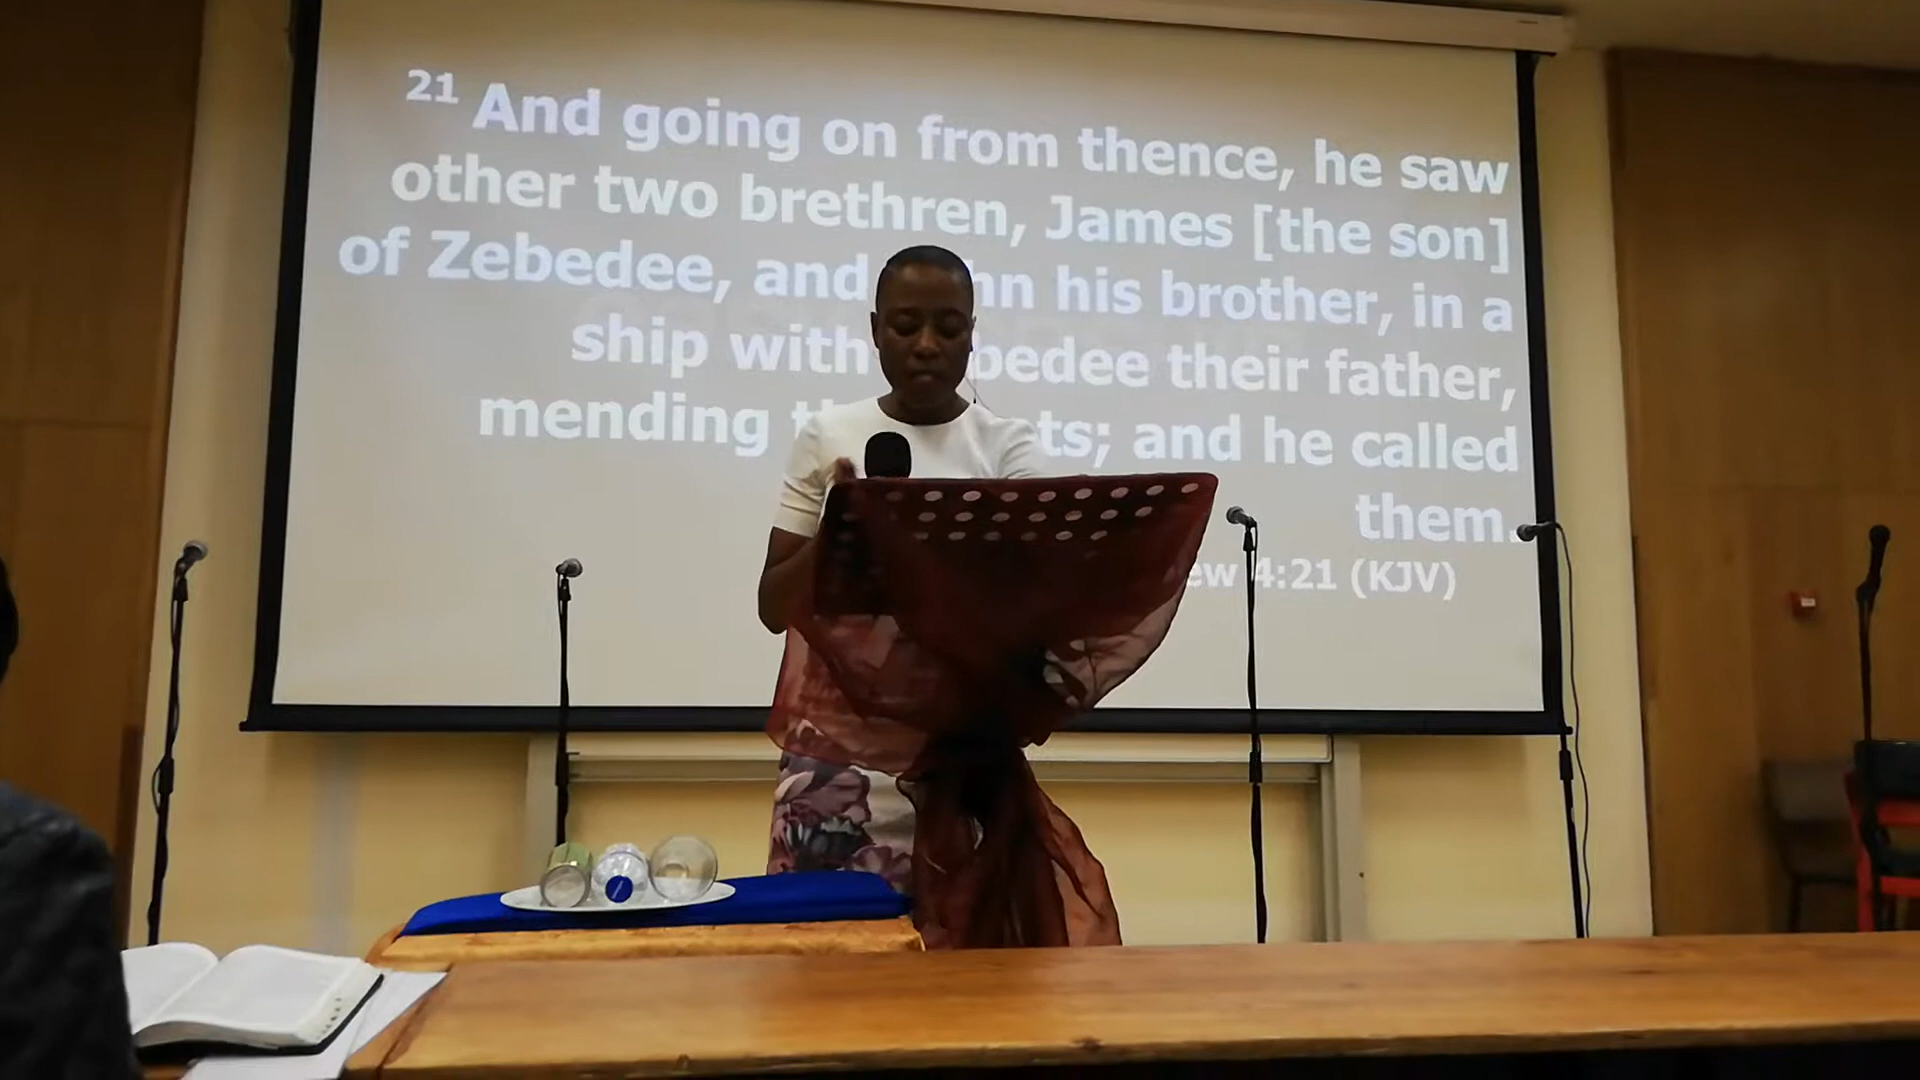 21 And going on from thence, he saw
other two brethren, James [the son]
of Zebedee, and his brother, in a
ship with their father,
mending and he called
them.
4:21 (KJV)